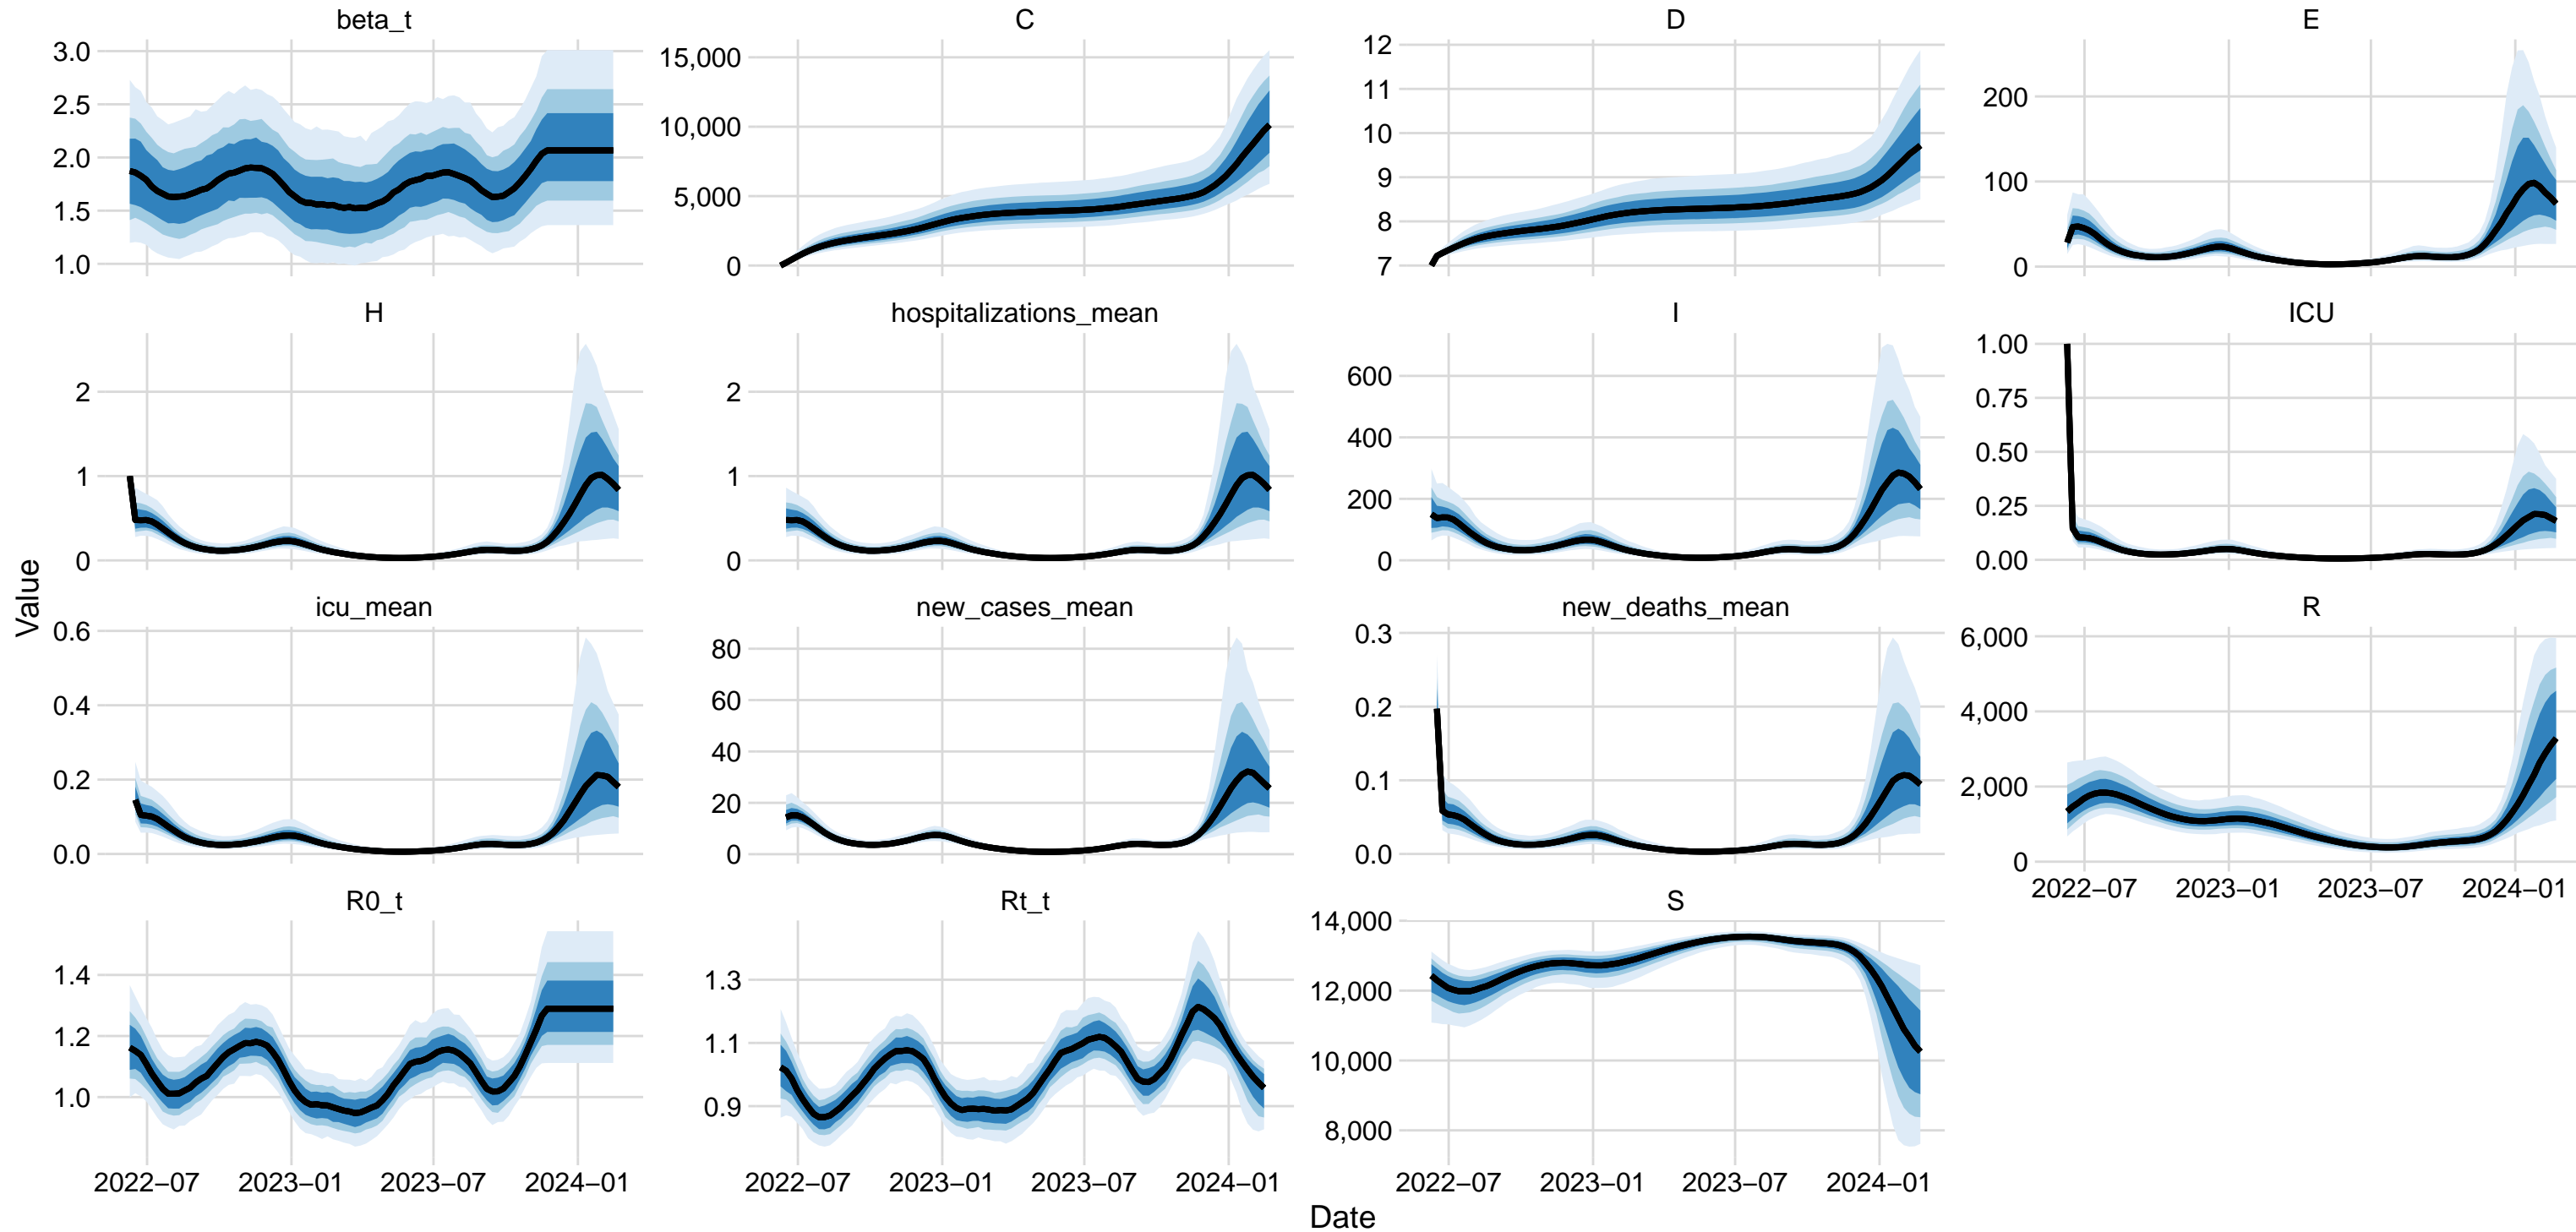 beta_t
C
D
E
3.0
2.5
2.0
1.5
1.0
15,000
10,000
5,000
0
12
11
10
9
8
7
200
100
0
H
hospitalizations_mean
I
ICU
2
1
0
2
1
0
600
400
200
0
1.00
0.75
0.50
0.25
0.00
Value
icu_mean
new_cases_mean
new_deaths_mean
R
0.6
0.4
0.2
0.0
80
60
40
20
0
0.3
0.2
0.1
0.0
6,000
4,000
2,000
0
2022−07 2023−01 2023−07 2024−01
R0_t
Rt_t
S
1.4
1.2
1.0
1.3
1.1
0.9
14,000
12,000
10,000
8,000
2022−07 2023−01 2023−07 2024−01
2022−07 2023−01 2023−07 2024−01
2022−07 2023−01 2023−07 2024−01
Date